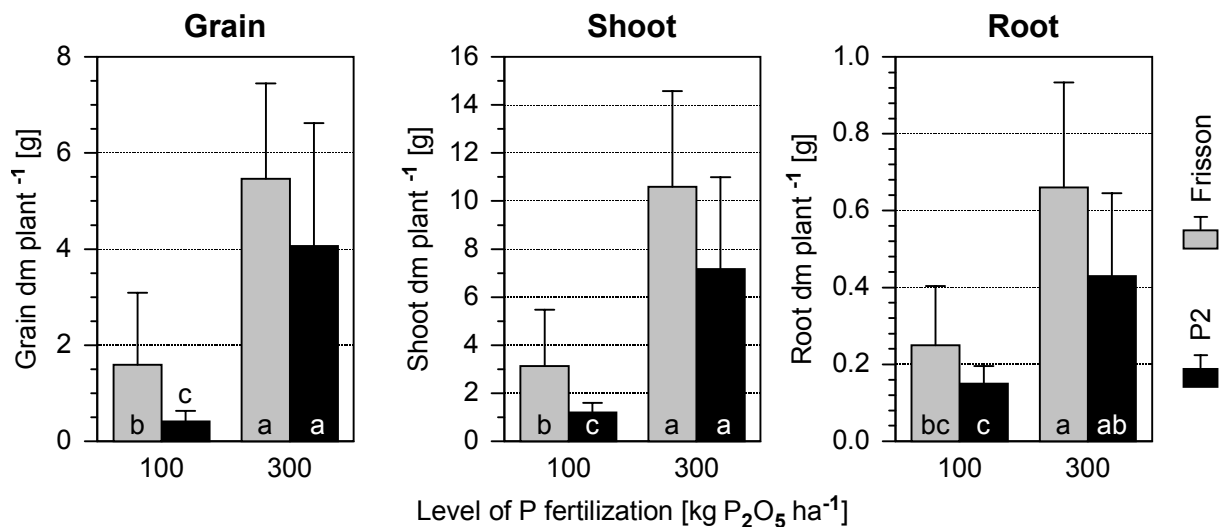 Grain
Shoot
Root
Grain dm plant -1 [g]
8
6
4
2
0
b
c
a
a
100
300
Shoot dm plant -1 [g]
16
14
12
10
8
6
4
2
0
b
c
a
a
100
300
Root dm plant -1 [g]
1.0
0.8
0.6
0.4
0.2
0.0
bc
c
a
ab
100
300
Frisson
P2
Level of P fertilization [kg P2O5 ha-1]